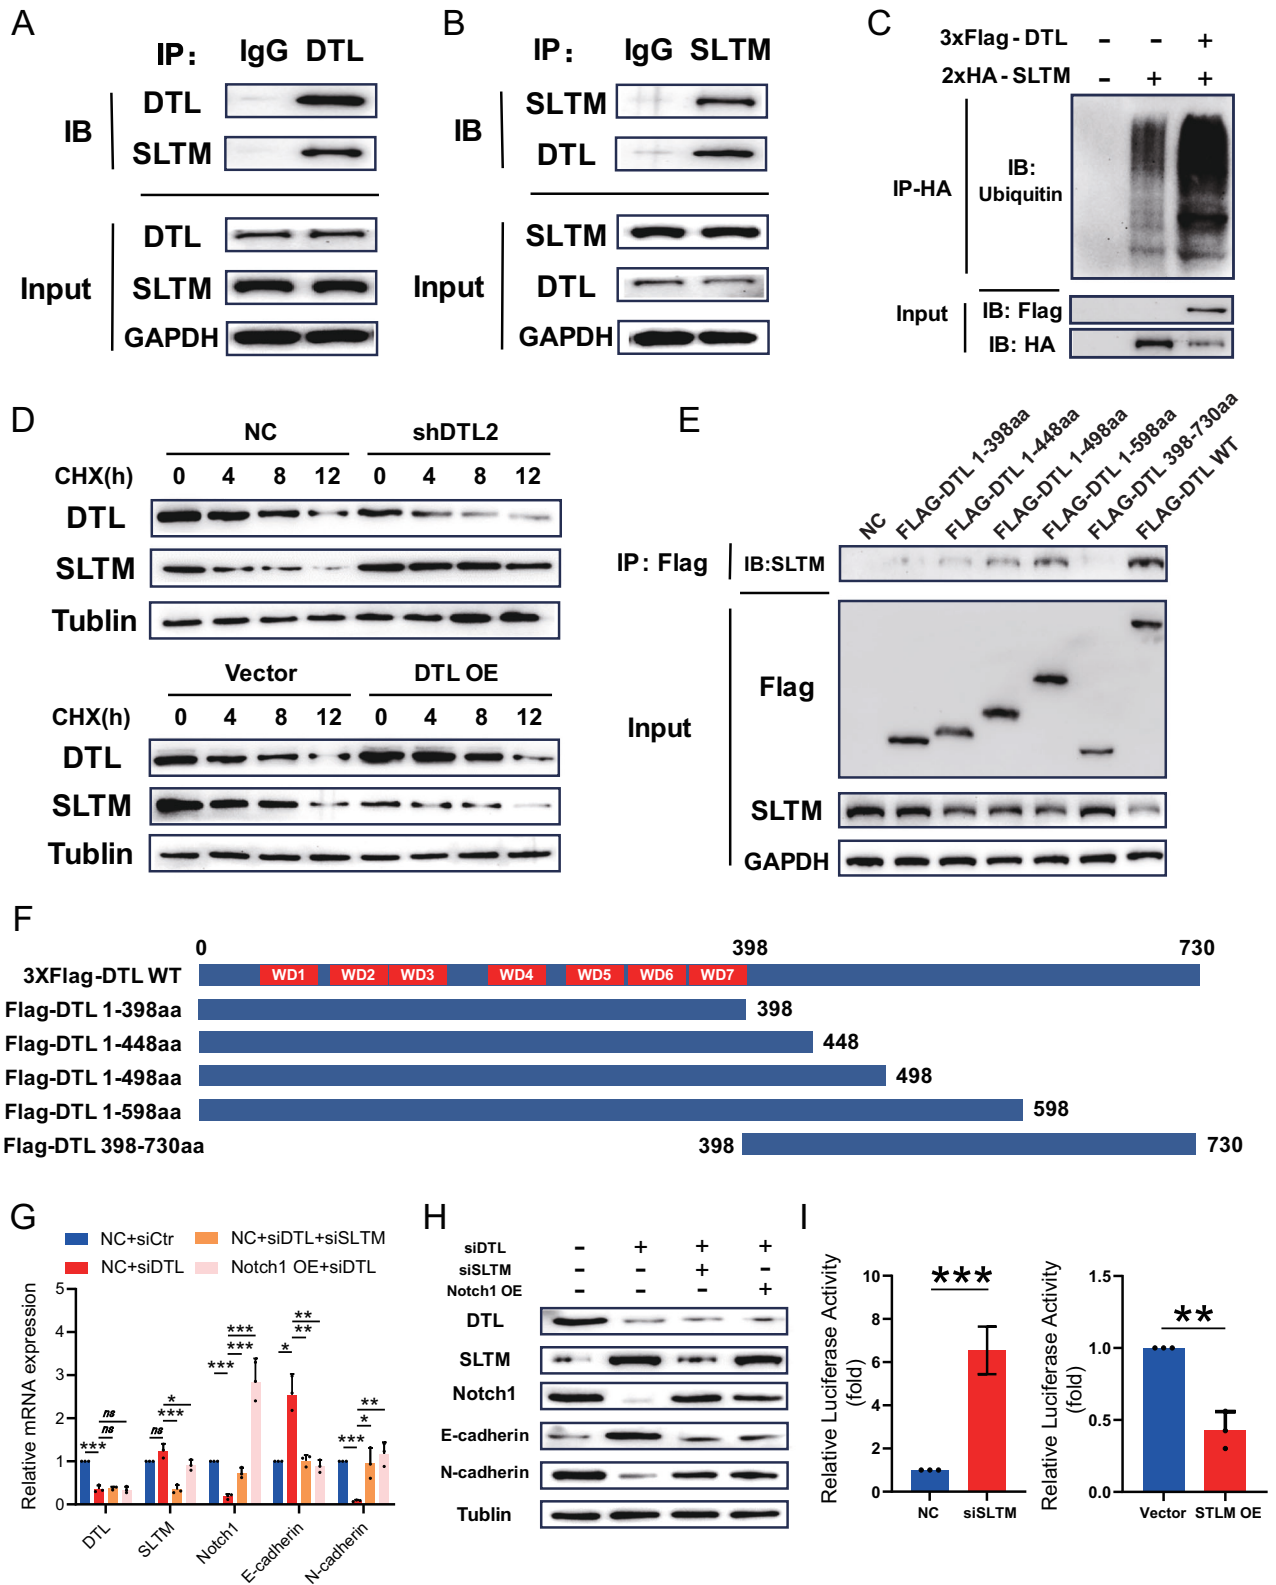 A
IP: IgG DTL
IB
DTL
SLTM
Input
DTL
SLTM
GAPDH
B
IP: IgG SLTM
IB
SLTM
DTL
Input
SLTM
DTL
GAPDH
C
3xFlag-DTL - - +
2xHA-SLTM - + +
IP-HA
IB:
Ubiquitin
Input
IB: Flag
IB: HA
D
NC shDTL2
CHX(h) 0 4 8 12 0 4 8 12
DTL
SLTM
Tublin
Vector DTL OE
CHX(h) 0 4 8 12 0 4 8 12
DTL
SLTM
Tublin
E
NC
FLAG-DTL 1-398aa
FLAG-DTL 1-448aa
FLAG-DTL 1-498aa
FLAG-DTL 1-598aa
FLAG-DTL 398-730aa
FLAG-DTL WT
IP: Flag
IB:SLTM
Input
Flag
SLTM
GAPDH
F
0 398 730
3XFlag-DTL WT WD1 WD2 WD3 WD4 WD5 WD6 WD7
Flag-DTL 1-398aa 398
Flag-DTL 1-448aa 448
Flag-DTL 1-498aa 498
Flag-DTL 1-598aa 598
Flag-DTL 398-730aa 398 730
G
NC+siCtr NC+siDTL+siSLTM
NC+siDTL Notch1 OE+siDTL
Relative mRNA expression
5
4
3
2
1
0
*** ns ns
ns *** *
*** *** ***
* ** **
*** * **
DTL
SLTM
Notch1
E-cadherin
N-cadherin
H
siDTL - + + +
siSLTM - - + -
Notch1 OE - - - +
DTL
SLTM
Notch1
E-cadherin
N-cadherin
Tublin
I
Relative Luciferase Activity
(fold)
10
8
6
4
2
0
***
NC siSLTM
Relative Luciferase Activity
(fold)
1.5
1.0
0.5
0.0
**
Vector STLM OE